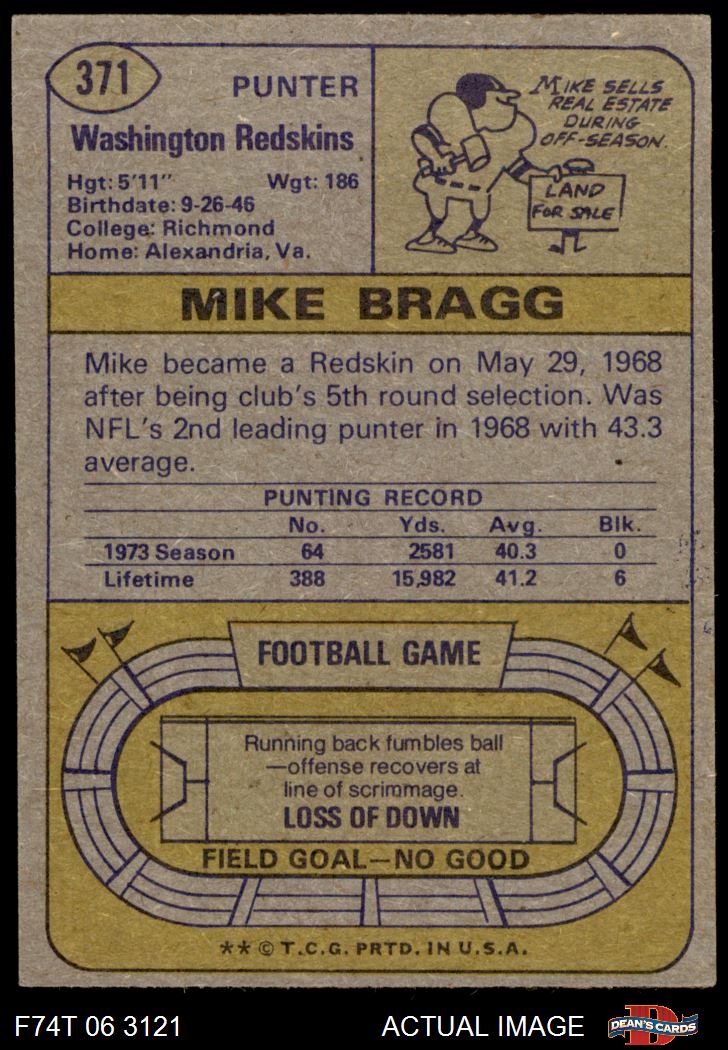 371
PUNTER
Washington Redskins
Hgt: 5'11" Wgt: 186
Birthdate: 9-26-46
College: Richmond
Home: Alexandria, Va.
MIKE SELLS
REAL ESTATE
DURING
OFF-SEASON.
LAND
FOR SALE
MIKE BRAGG
Mike became a Redskin on May 29, 1968
after being club's 5th round selection. Was
NFL's 2nd leading punter in 1968 with 43.3
average.
PUNTING RECORD
No. Yds. Avg. Blk.
1973 Season 64 2581 40.3 0
Lifetime 388 15,982 41.2 6
FOOTBALL GAME
Running back fumbles ball
—offense recovers at
line of scrimmage.
LOSS OF DOWN
FIELD GOAL—NO GOOD
** © T.C.G. PRTD. IN U.S.A.
F74T 06 3121 ACTUAL IMAGE
D
DEAN'S CARDS